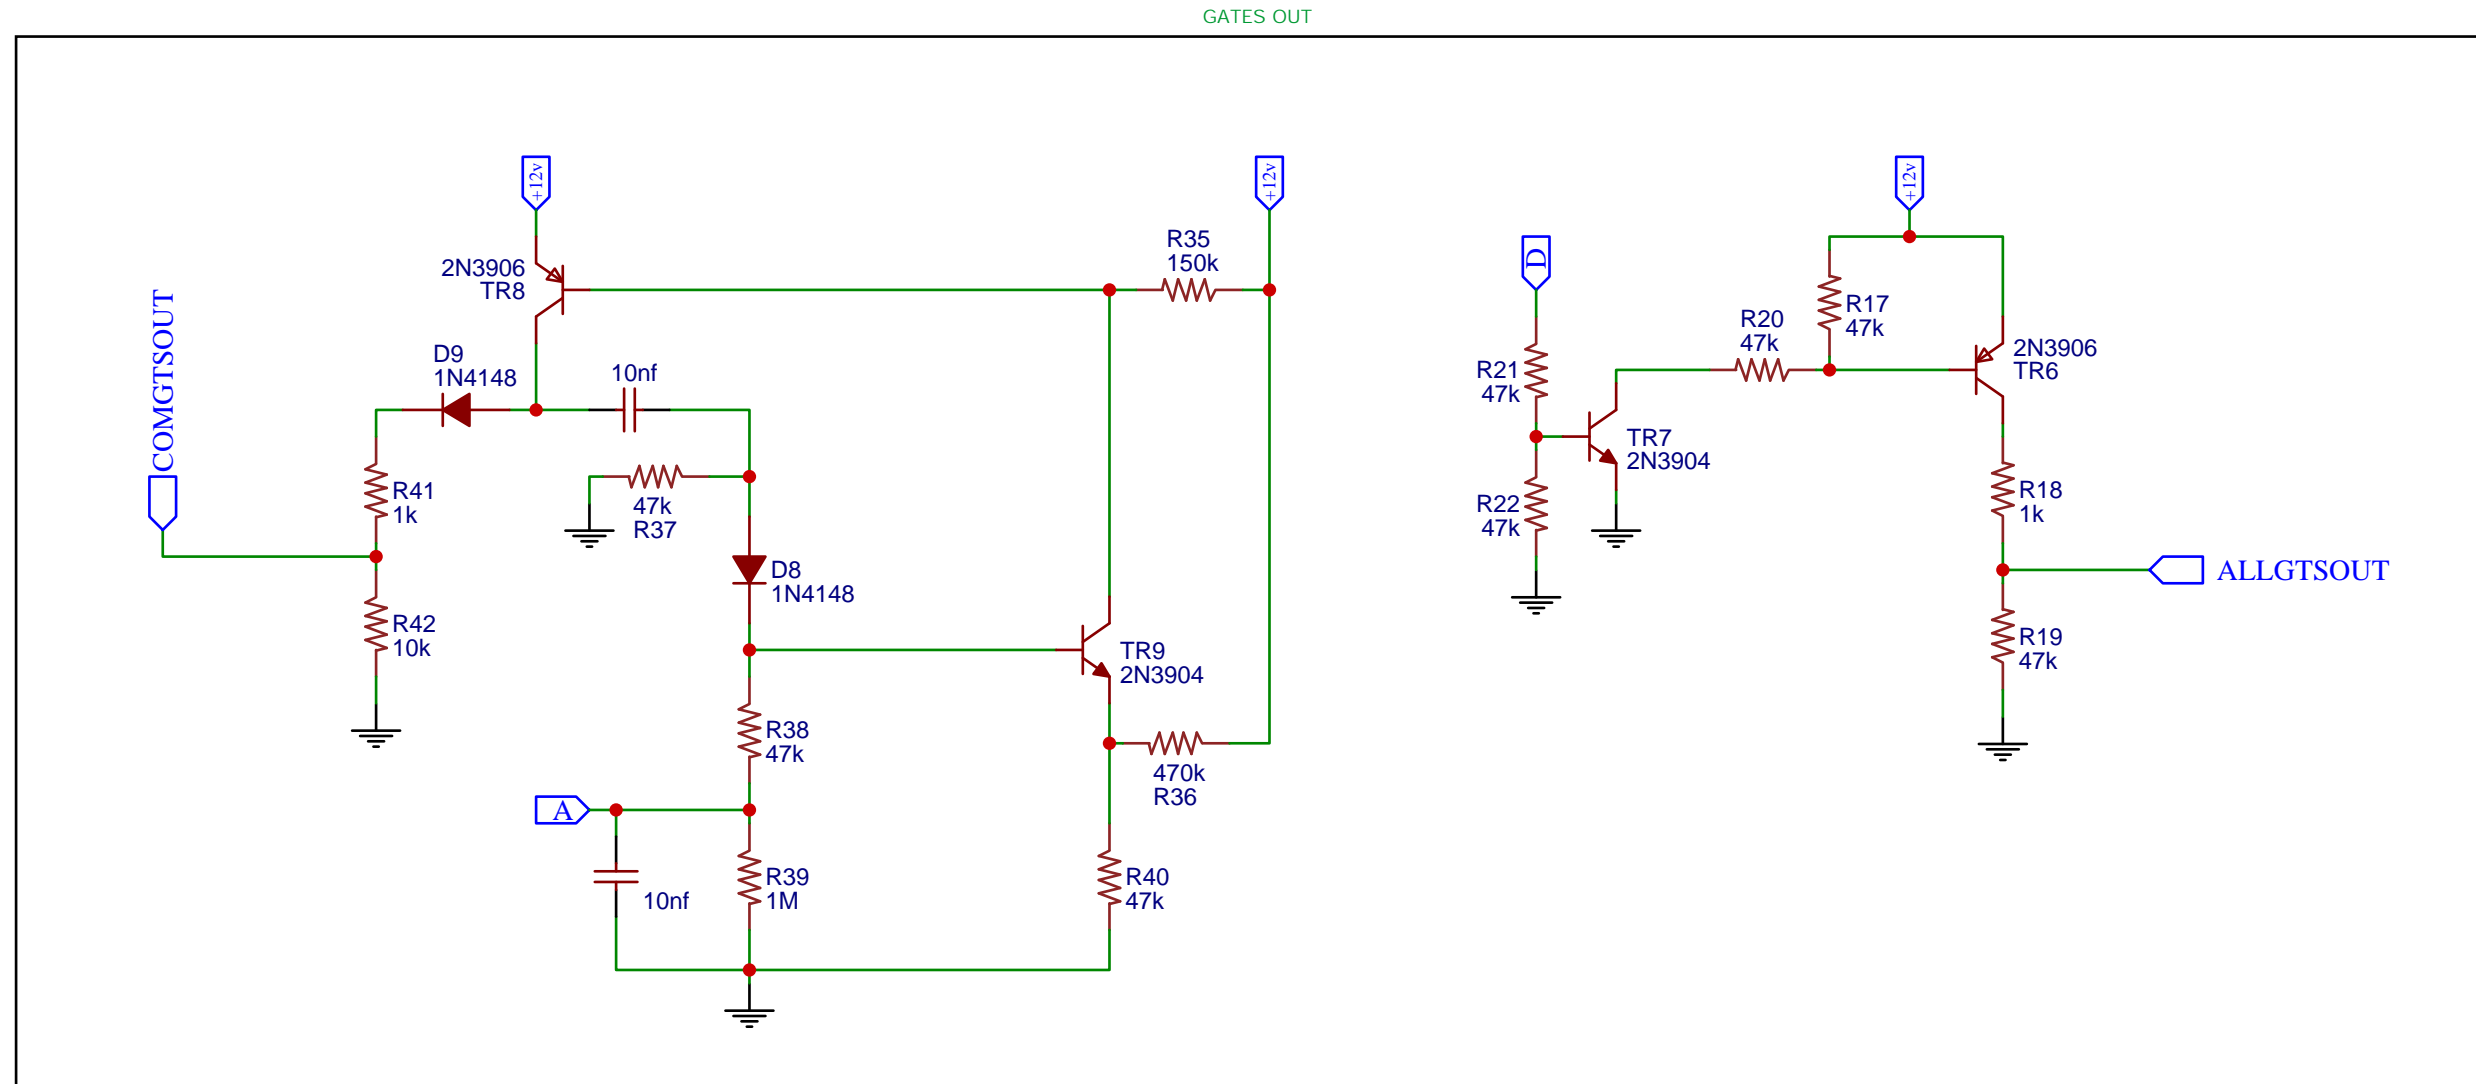 GATES OUT
+12v
+12v
+12v
2N3906
TR8
R35
150k
D
COMGTSOUT
D9
1N4148
10nf
R41
1k
47k
R37
D8
1N4148
R42
10k
TR9
2N3904
R38
47k
470k
R36
A
10nf
R39
1M
R40
47k
R21
47k
R20
47k
R17
47k
2N3906
TR6
TR7
2N3904
R22
47k
R18
1k
ALLGTSOUT
R19
47k